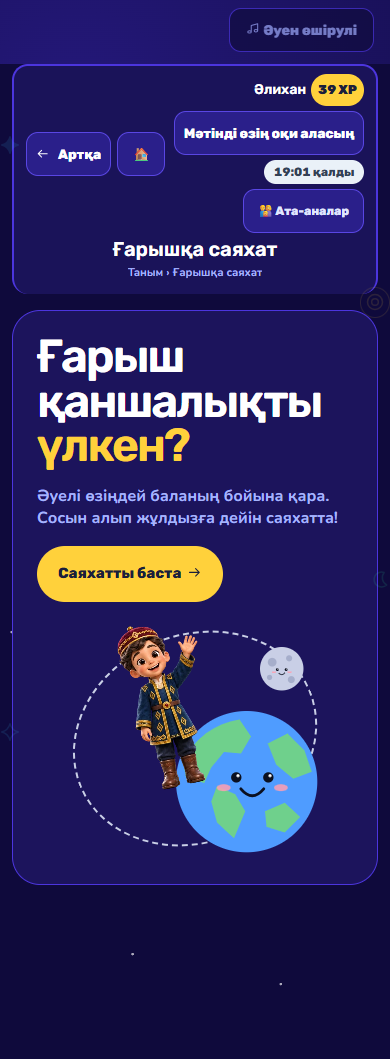 Әуен өшірулі
Әлихан 39 XP
Мәтінді өзің оқи аласың
← Артқа
19:01 қалды
Ата-аналар
Ғарышқа саяхат
Таным › Ғарышқа саяхат
Ғарыш
қаншалықты
үлкен?
Әуелі өзіңдей баланың бойына қара.
Сосын алып жұлдызға дейін саяхатта!
Саяхатты баста →